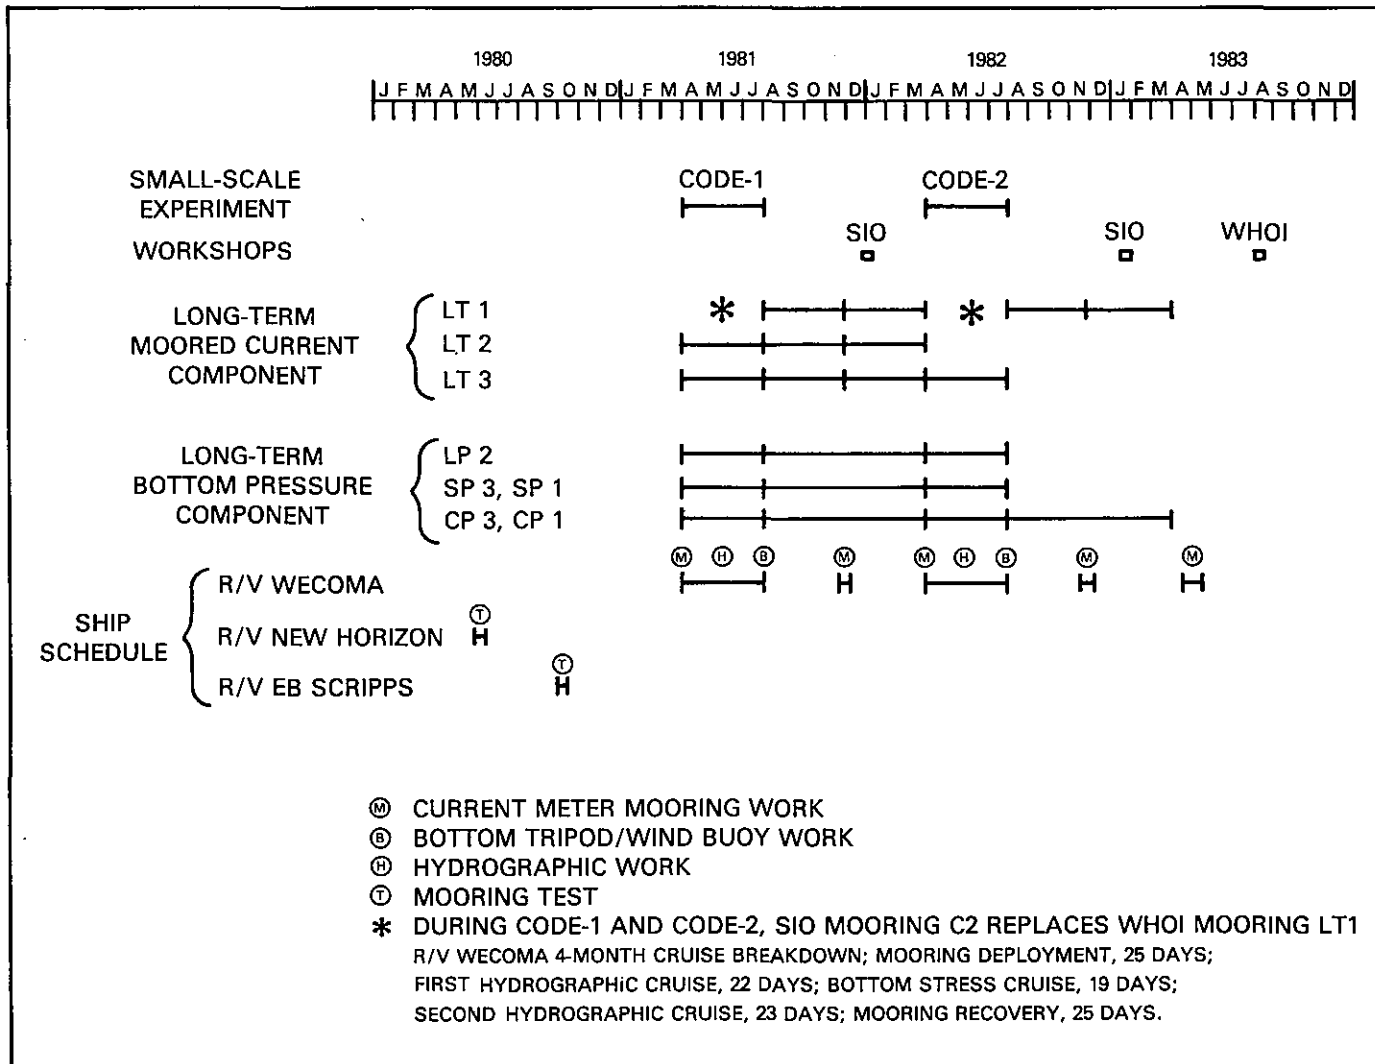 1980 1981 1982 1983
J F M A M J J A S O N D J F M A M J J A S O N D J F M A M J J A S O N D J F M A M J J A S O N D
SMALL-SCALE
EXPERIMENT
CODE-1 CODE-2
WORKSHOPS
SIO SIO WHOI
LONG-TERM
MOORED CURRENT
COMPONENT
LT 1 * *
LT 2
LT 3
LONG-TERM
BOTTOM PRESSURE
COMPONENT
LP 2
SP 3, SP 1
CP 3, CP 1
SHIP
SCHEDULE
M H B M M H B M M
R/V WECOMA
T
R/V NEW HORIZON
T
R/V EB SCRIPPS
M CURRENT METER MOORING WORK
B BOTTOM TRIPOD/WIND BUOY WORK
H HYDROGRAPHIC WORK
T MOORING TEST
* DURING CODE-1 AND CODE-2, SIO MOORING C2 REPLACES WHOI MOORING LT1
R/V WECOMA 4-MONTH CRUISE BREAKDOWN; MOORING DEPLOYMENT, 25 DAYS;
FIRST HYDROGRAPHIC CRUISE, 22 DAYS; BOTTOM STRESS CRUISE, 19 DAYS;
SECOND HYDROGRAPHIC CRUISE, 23 DAYS; MOORING RECOVERY, 25 DAYS.